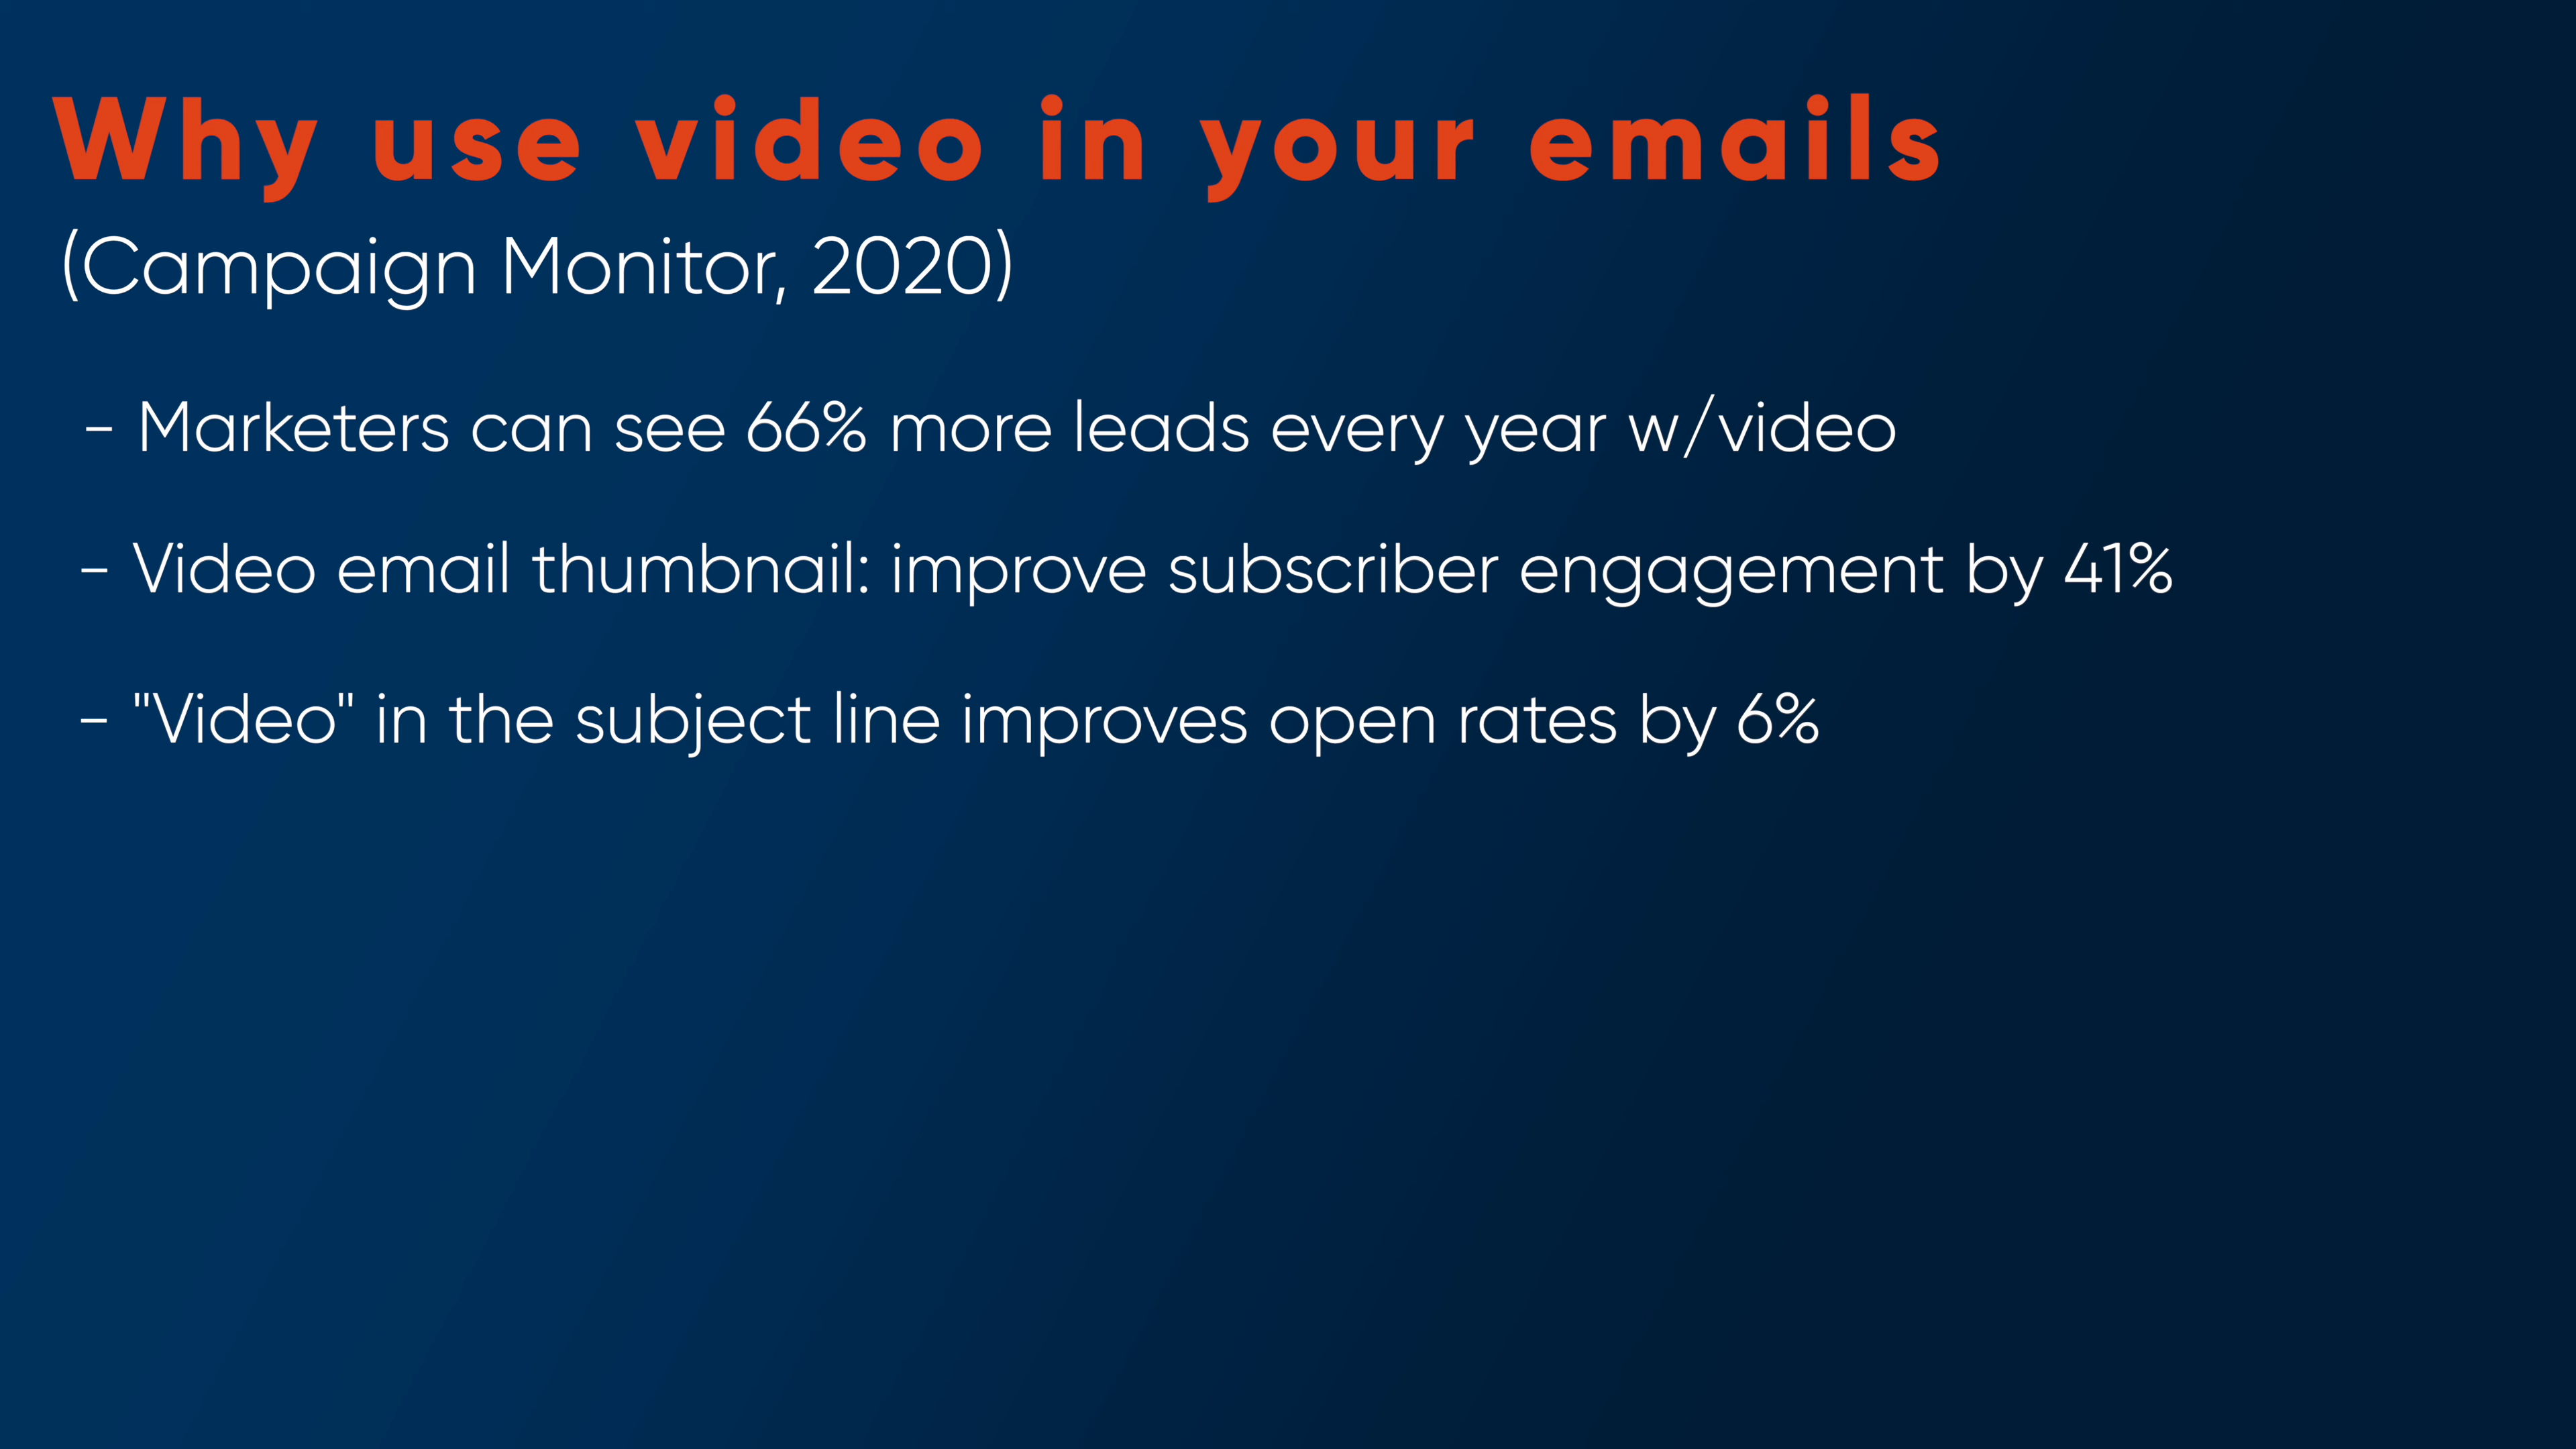 Why use video in your emails
(Campaign Monitor, 2020)
- Marketers can see 66% more leads every year w/video
- Video email thumbnail: improve subscriber engagement by 41%
- "Video" in the subject line improves open rates by 6%